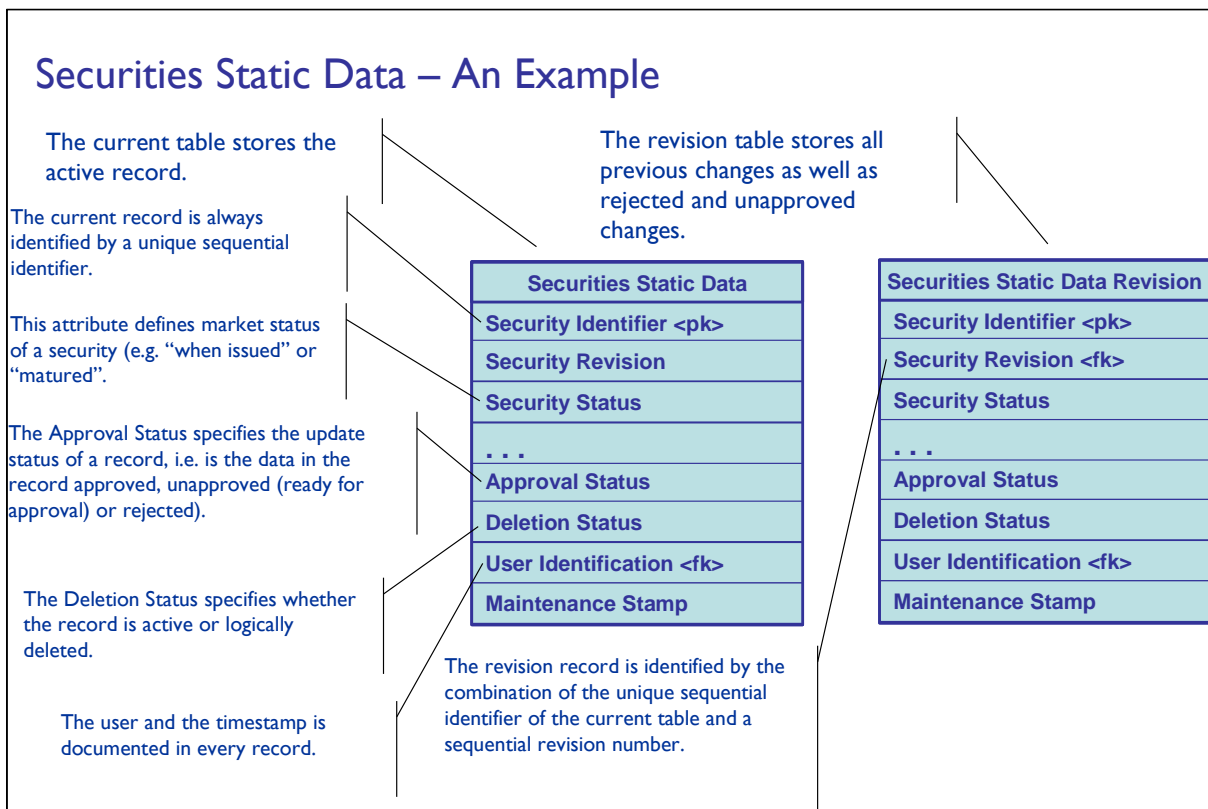 Securities Static Data – An Example
The current table stores the
active record.
The revision table stores all
previous changes as well as
rejected and unapproved
changes.
The current record is always
identified by a unique sequential
identifier.
This attribute defines market status
of a security (e.g. “when issued” or
“matured”.
The Approval Status specifies the update
status of a record, i.e. is the data in the
record approved, unapproved (ready for
approval) or rejected).
The Deletion Status specifies whether
the record is active or logically
deleted.
The user and the timestamp is
documented in every record.
Securities Static Data
Security Identifier <pk>
Security Revision
Security Status
. . .
Approval Status
Deletion Status
User Identification <fk>
Maintenance Stamp
The revision record is identified by the
combination of the unique sequential
identifier of the current table and a
sequential revision number.
Securities Static Data Revision
Security Identifier <pk>
Security Revision <fk>
Security Status
. . .
Approval Status
Deletion Status
User Identification <fk>
Maintenance Stamp